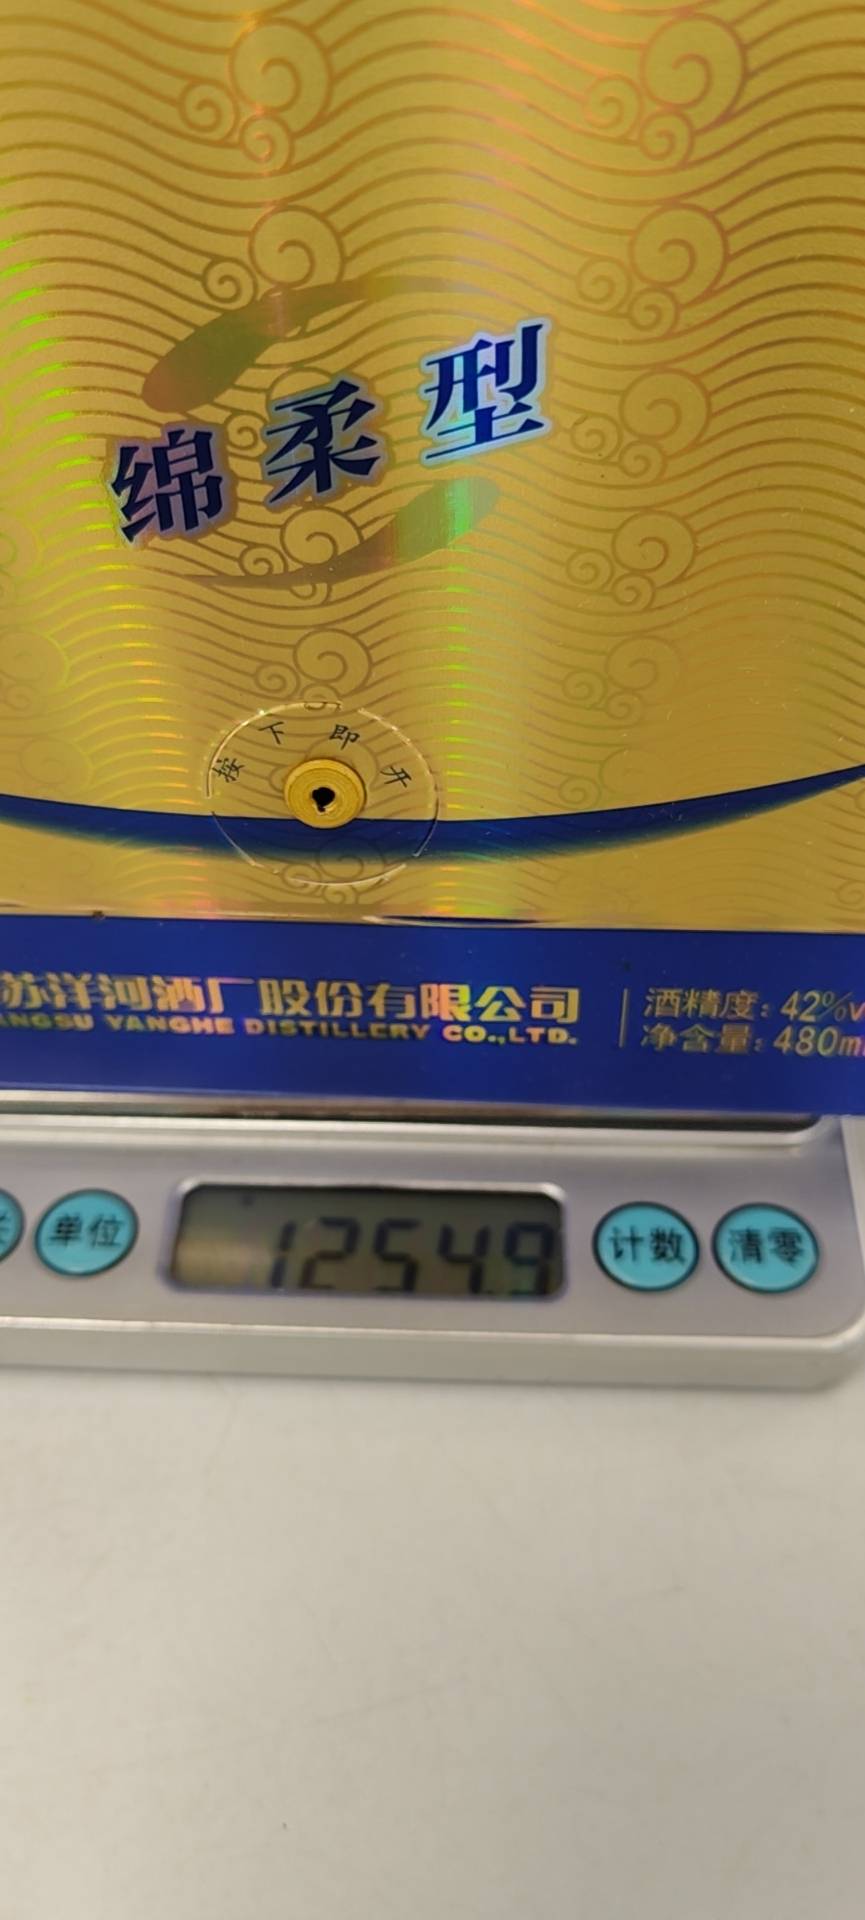 绵柔型
按下即开
苏洋河酒厂股份有限公司
ANGSU YANGHE DISTILLERY CO.,LTD.
酒精度:42%v
净含量:480m
单位
1254.9
计数
清零